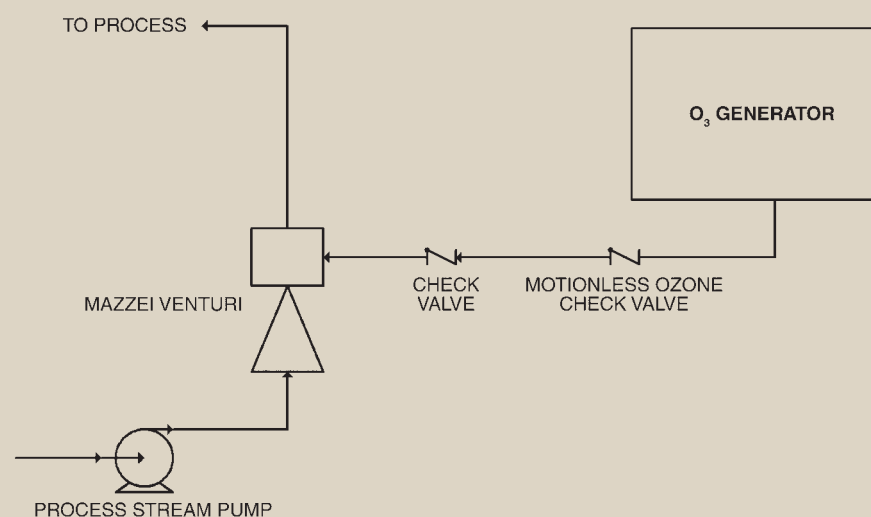 TO PROCESS
O₃ GENERATOR
CHECK
VALVE
MOTIONLESS OZONE
CHECK VALVE
MAZZEI VENTURI
PROCESS STREAM PUMP